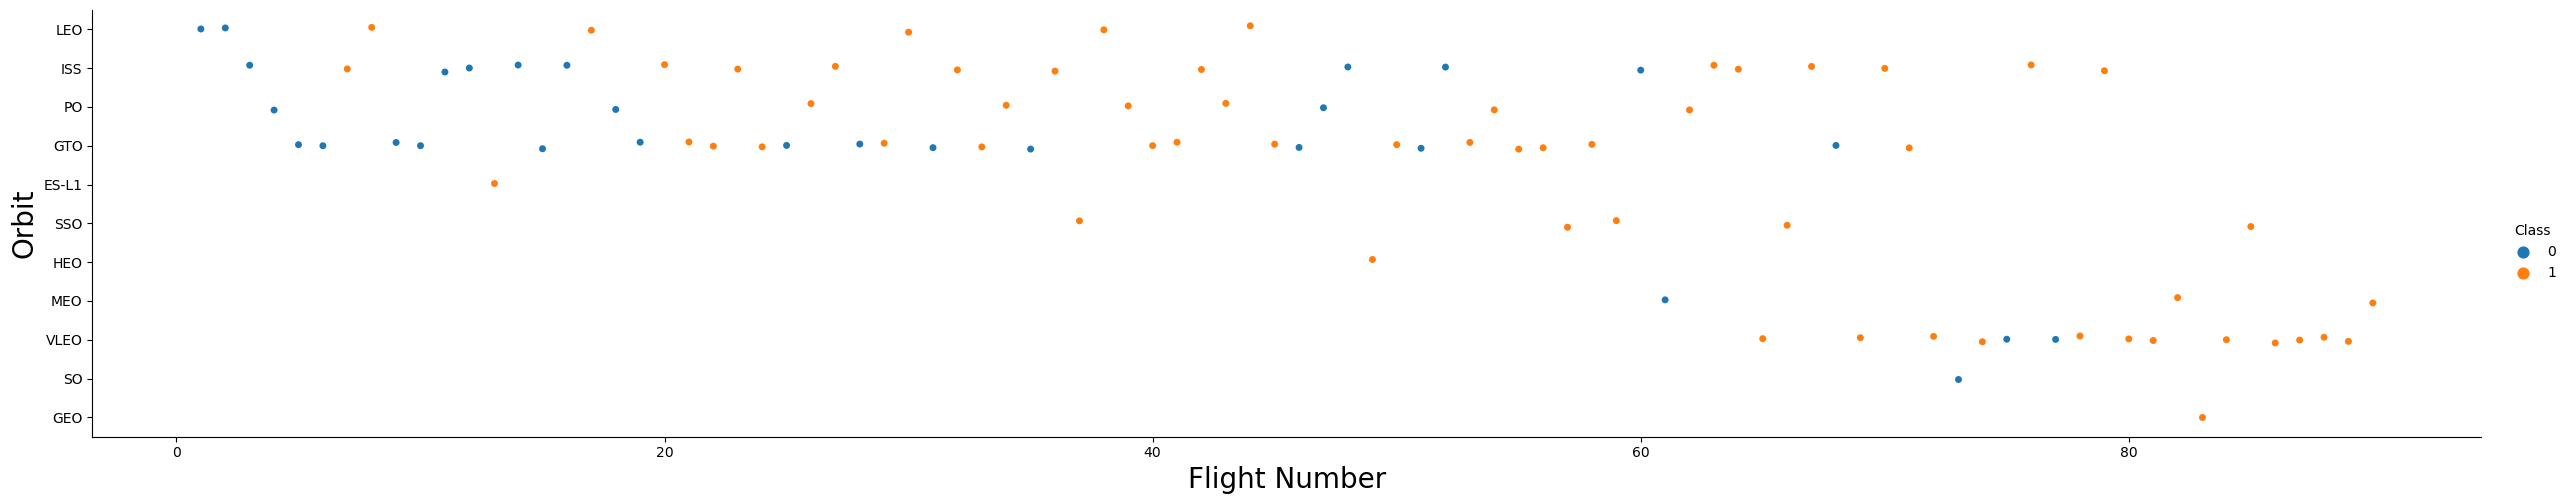 LEO
ISS
PO
GTO
ES-L1
SSO
HEO
MEO
VLEO
SO
GEO
Orbit
0
20
40
60
80
Flight Number
Class
0
1